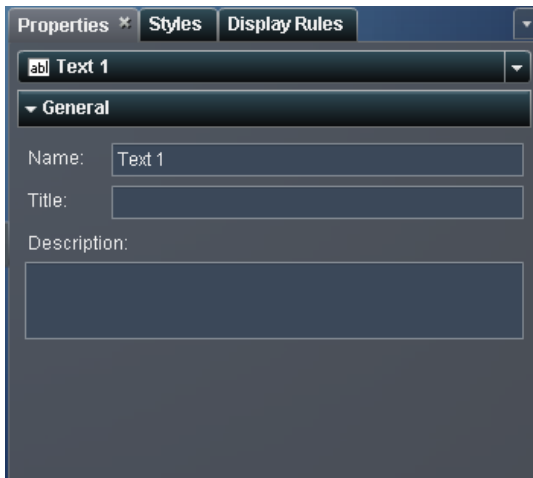 Properties Styles Display Rules
abl Text 1
General
Name: Text 1
Title:
Description: